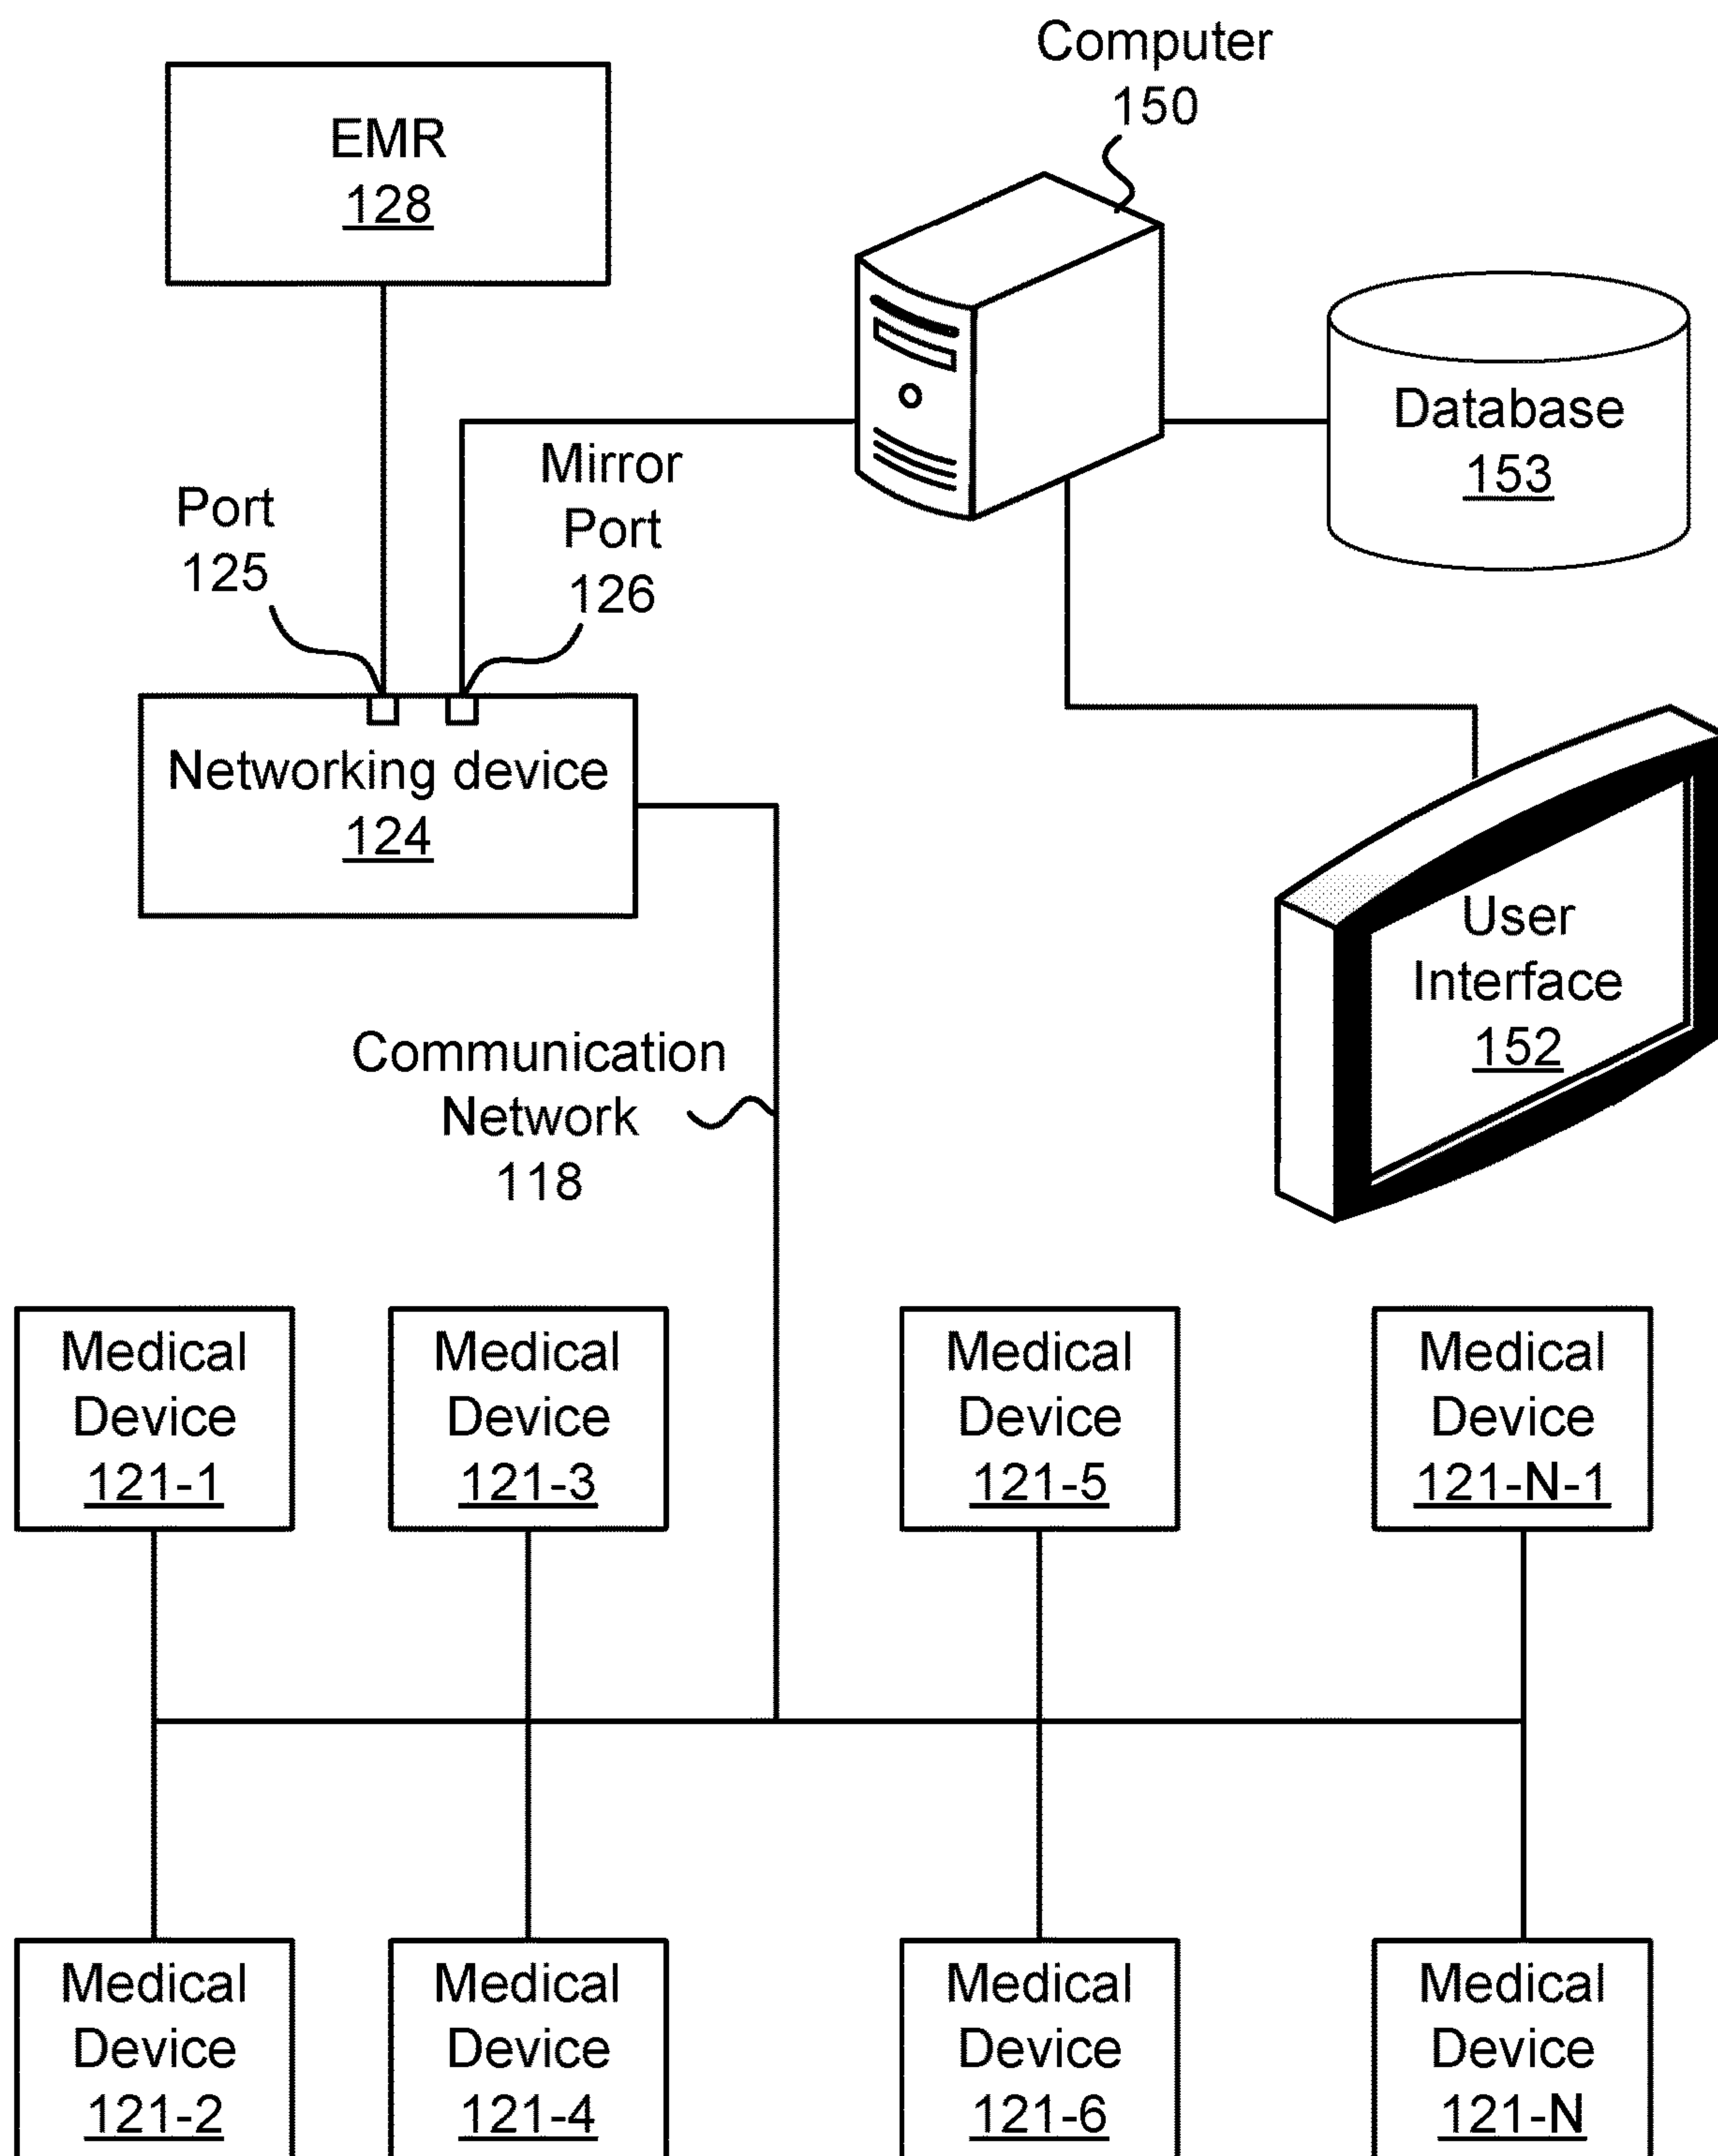 Computer
150
EMR
128
Database
153
Mirror
Port
126
Port
125
Networking device
124
User
Interface
152
Communication
Network
118
Medical
Device
121-1
Medical
Device
121-3
Medical
Device
121-5
Medical
Device
121-N-1
Medical
Device
121-2
Medical
Device
121-4
Medical
Device
121-6
Medical
Device
121-N